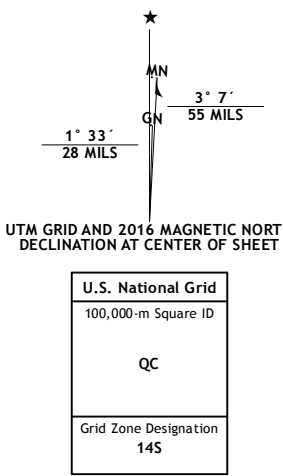 ★
MN
3° 7´
55 MILS
GN
1° 33´
28 MILS
UTM GRID AND 2016 MAGNETIC NORT
DECLINATION AT CENTER OF SHEET
U.S. National Grid
100,000-m Square ID
QC
Grid Zone Designation
14S